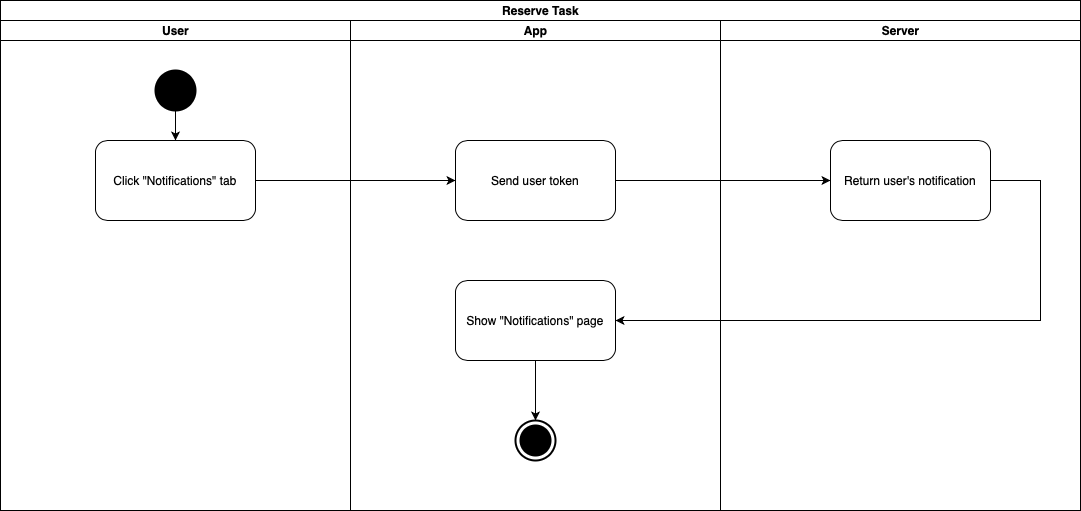 Reserve Task
User
App
Server
Click "Notifications" tab
Send user token
Return user's notification
Show "Notifications" page